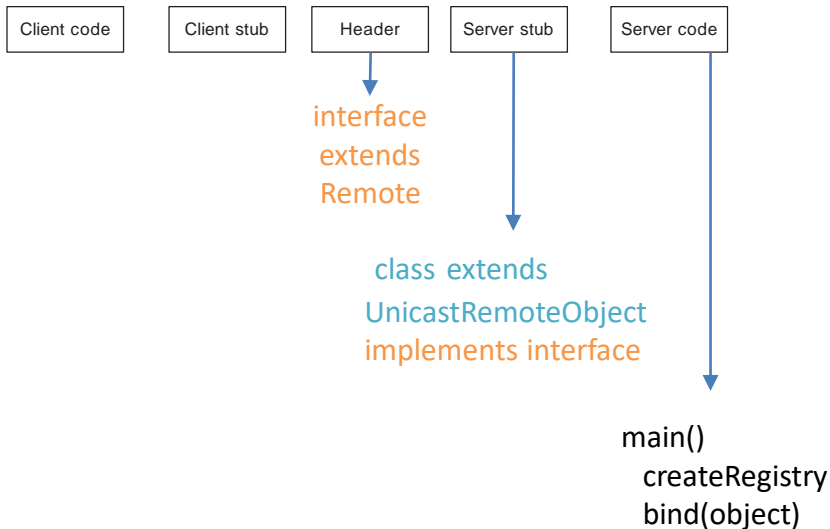 Client code
Client stub
Header
Server stub
Server code
interface
extends
Remote
class extends
UnicastRemoteObject
implements interface
main()
createRegistry
bind(object)